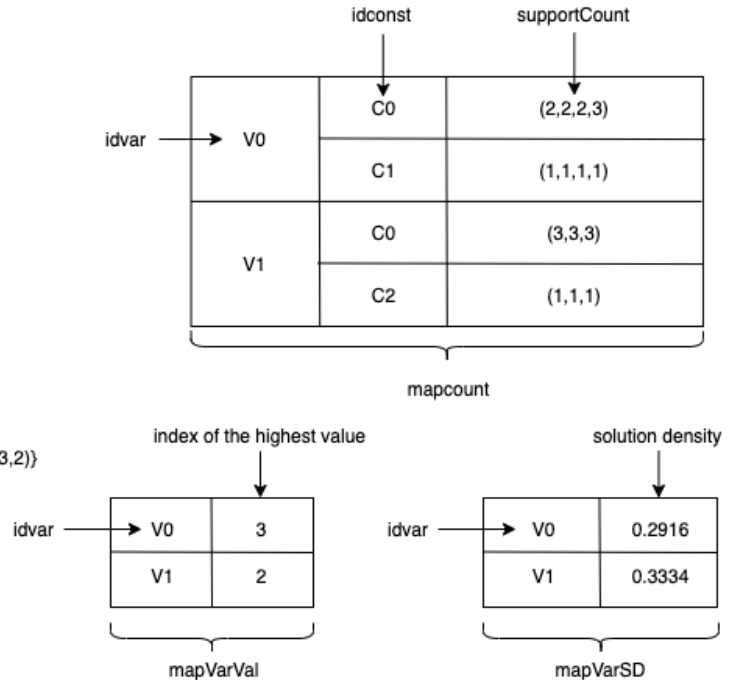 idconst supportCount
C0 (2,2,2,3)
idvar V0
C1 (1,1,1,1)
C0 (3,3,3)
V1
C2 (1,1,1)
mapcount
index of the highest value solution density
3,2)}
idvar V0 3 idvar V0 0.2916
V1 2 V1 0.3334
mapVarVal mapVarSD